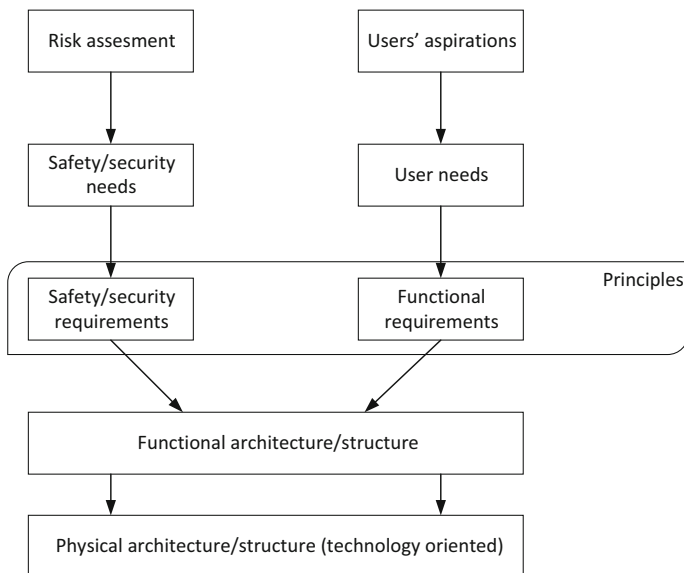 Risk assesment
Users’ aspirations
Safety/security
needs
User needs
Principles
Safety/security
requirements
Functional
requirements
Functional architecture/structure
Physical architecture/structure (technology oriented)